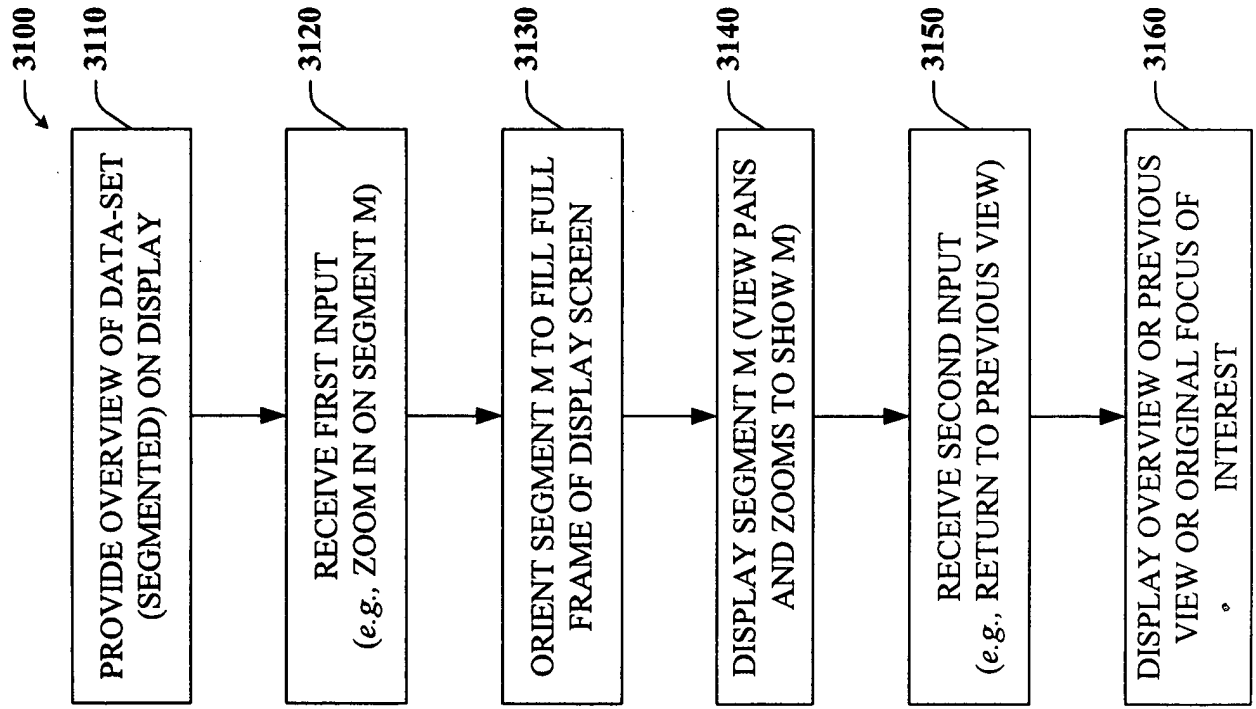 3100
PROVIDE OVERVIEW OF DATA-SET
(SEGMENTED) ON DISPLAY
3110
RECEIVE FIRST INPUT
(e.g., ZOOM IN ON SEGMENT M)
3120
ORIENT SEGMENT M TO FILL FULL
FRAME OF DISPLAY SCREEN
3130
DISPLAY SEGMENT M (VIEW PANS
AND ZOOMS TO SHOW M)
3140
RECEIVE SECOND INPUT
(e.g., RETURN TO PREVIOUS VIEW)
3150
DISPLAY OVERVIEW OR PREVIOUS
VIEW OR ORIGINAL FOCUS OF
INTEREST
3160